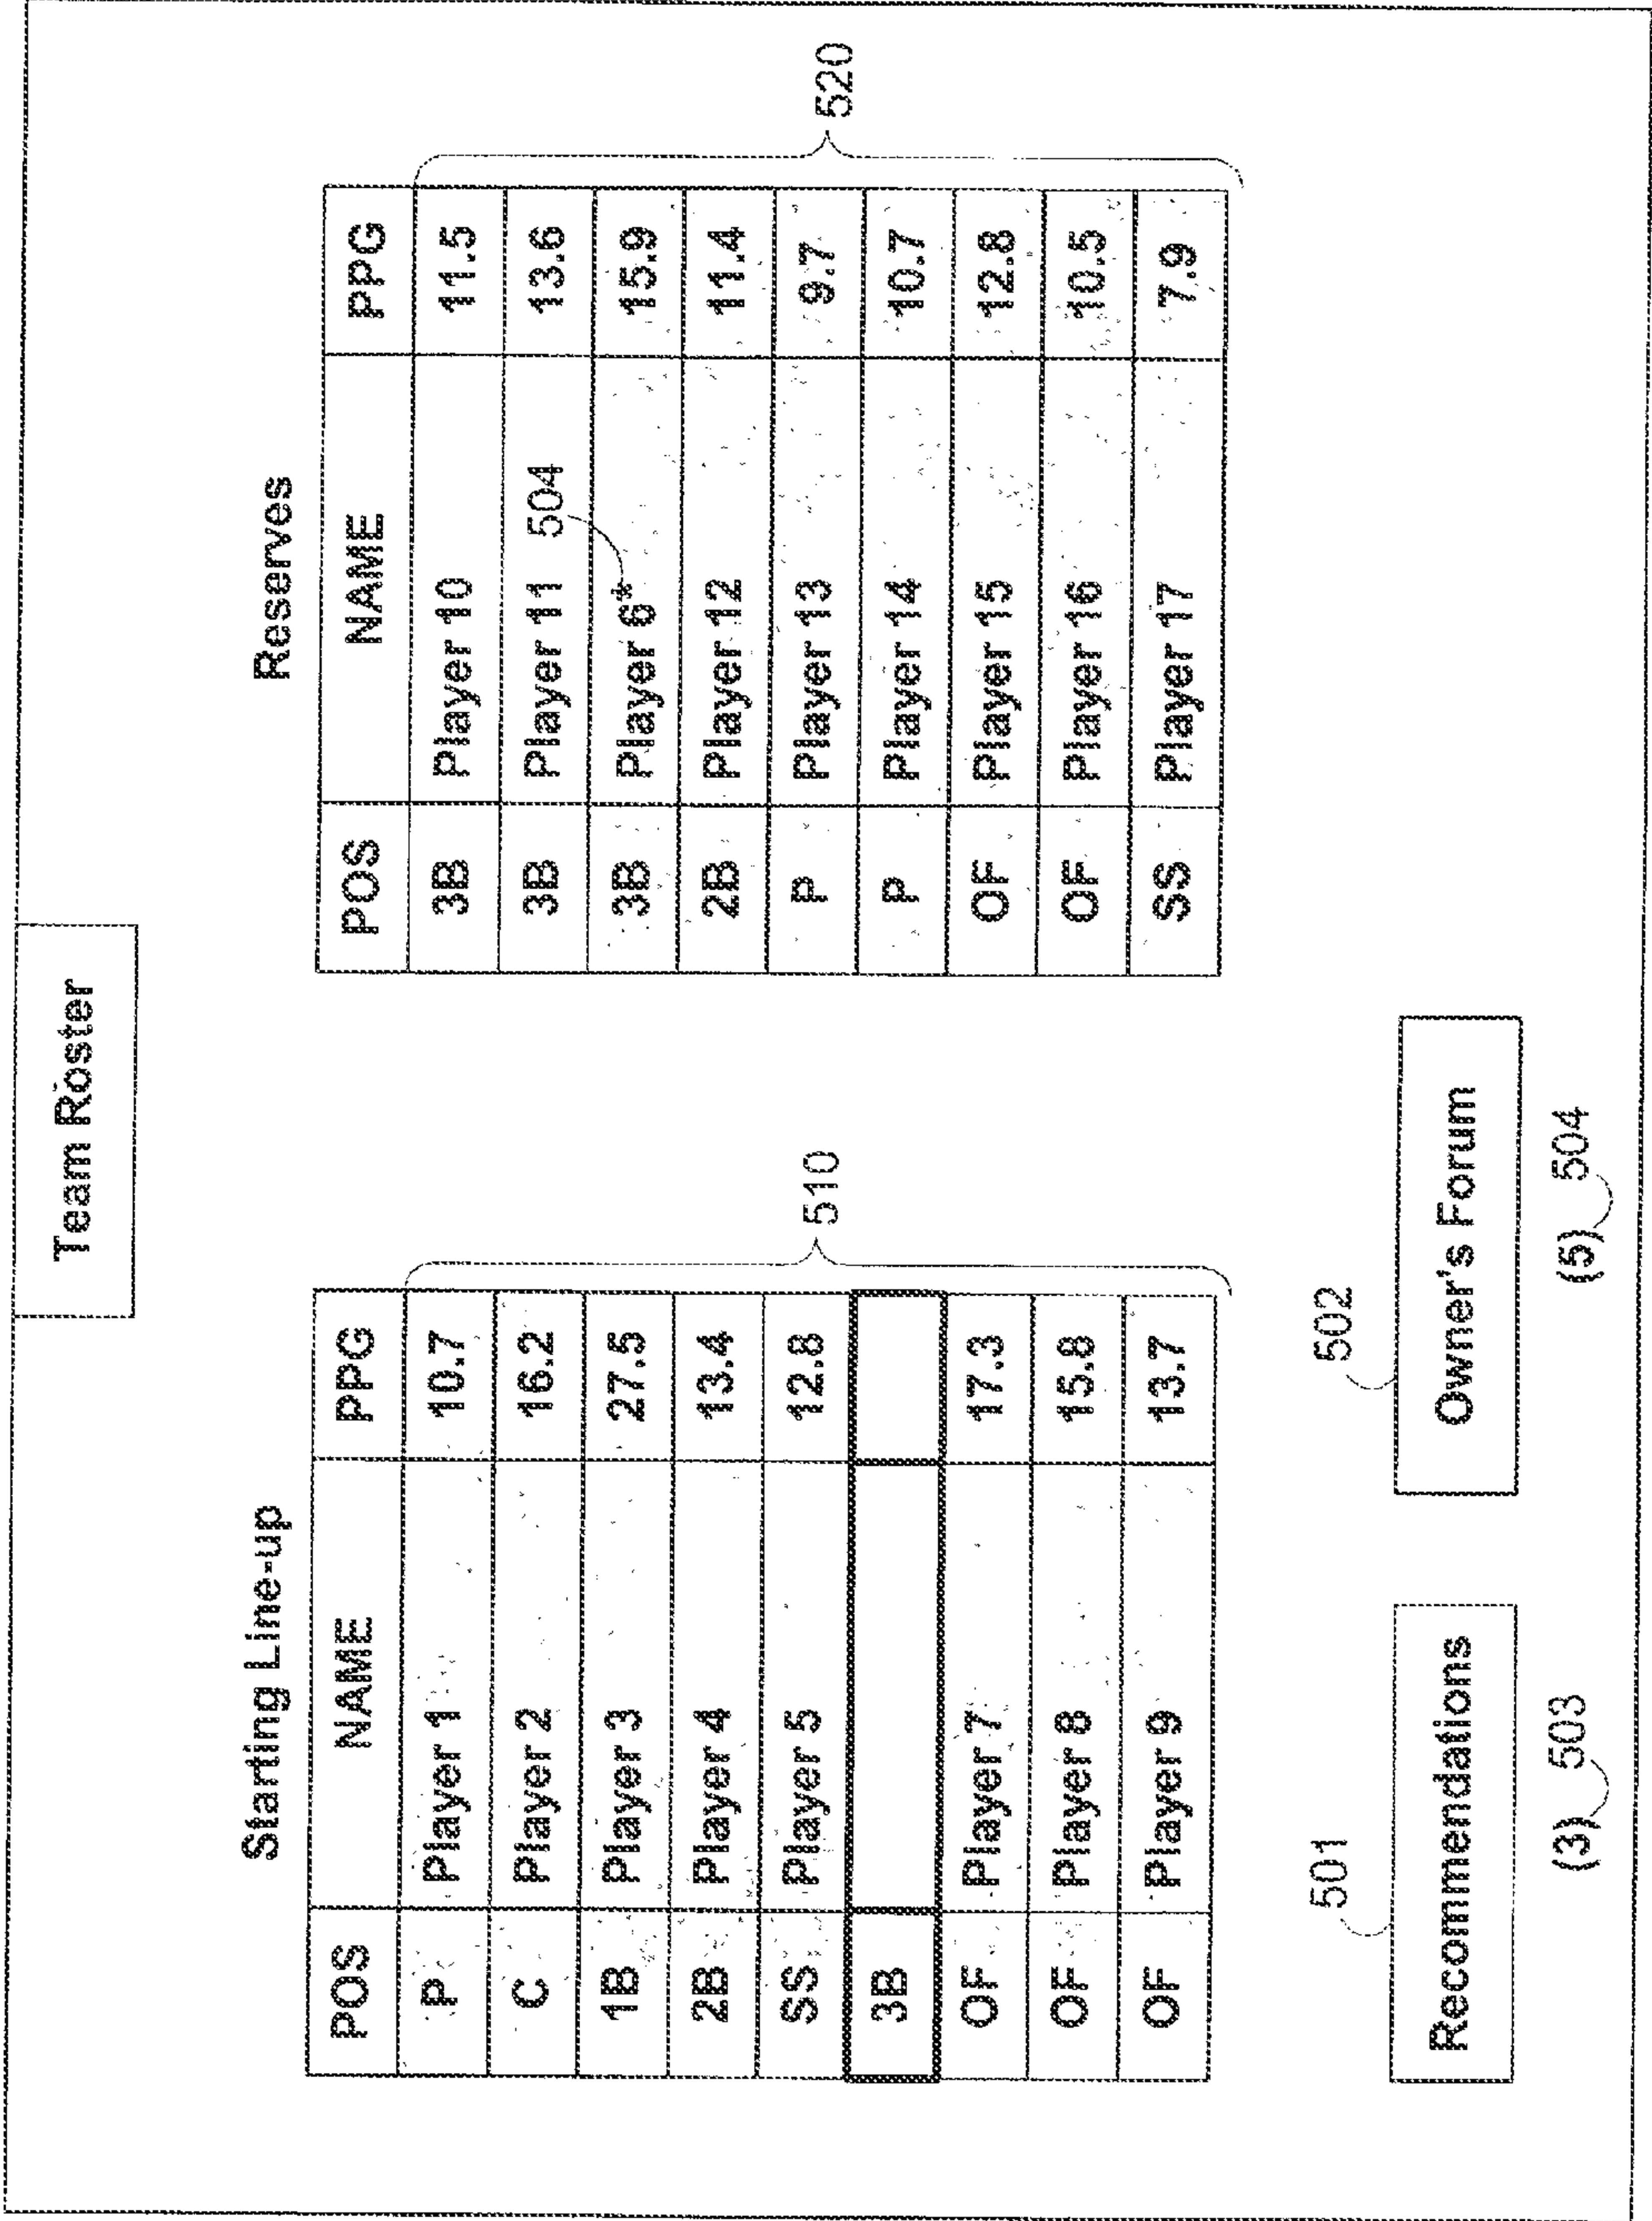 Team Roster
Starting Line-up
POS NAME PPG
P Player 1 10.7
C Player 2 16.2
1B Player 3 27.5
2B Player 4 13.4
SS Player 5 12.8
3B
OF Player 7 17.3
OF Player 8 15.8
OF Player 9 13.7
510
Reserves
POS NAME PPG
3B Player 10 11.5
3B Player 11 13.6
504
3B Player 6* 15.9
2B Player 12 11.4
P Player 13 9.7
P Player 14 10.7
OF Player 15 12.8
OF Player 16 10.5
SS Player 17 7.9
520
501
Recommendations
(3) 503
502
Owner's Forum
(5) 504